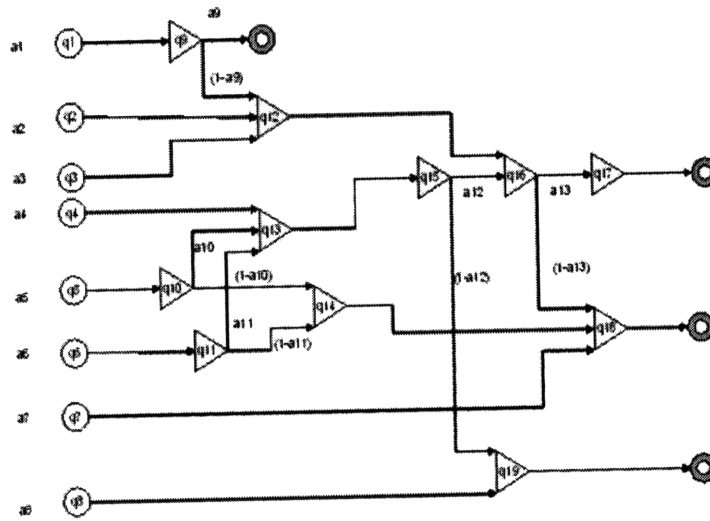 a9
a1 q1 q9
(1-a9)
a2 q2 q12
a3 q3
q15 a12 q16 a13 q17
a4 q4 q13
a10
(1-a10) (1-a12) (1-a13)
a5 q5 q10 q14
a11 q18
a6 q6 q11 (1-a11)
a7 q7
q19
a8 q8